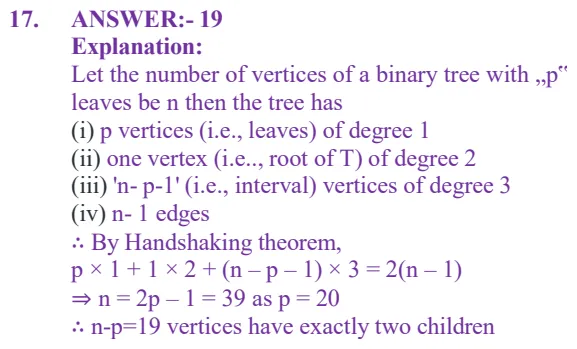 17. ANSWER:- 19
Explanation:
Let the number of vertices of a binary tree with „p‟
leaves be n then the tree has
(i) p vertices (i.e., leaves) of degree 1
(ii) one vertex (i.e.., root of T) of degree 2
(iii) 'n- p-1' (i.e., interval) vertices of degree 3
(iv) n- 1 edges
∴ By Handshaking theorem,
p × 1 + 1 × 2 + (n – p – 1) × 3 = 2(n – 1)
⇒ n = 2p – 1 = 39 as p = 20
∴ n-p=19 vertices have exactly two children